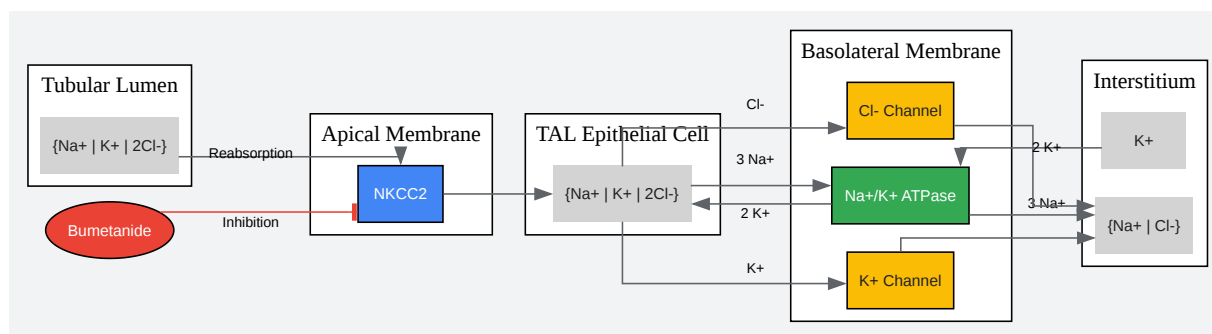 Tubular Lumen
{Na+ | K+ | 2Cl-}
Reabsorption
Bumetanide
Inhibition
Apical Membrane
NKCC2
TAL Epithelial Cell
{Na+ | K+ | 2Cl-}
Cl-
3 Na+
2 K+
K+
Basolateral Membrane
Cl- Channel
Na+/K+ ATPase
K+ Channel
2 K+
3 Na+
Interstitium
K+
{Na+ | Cl-}